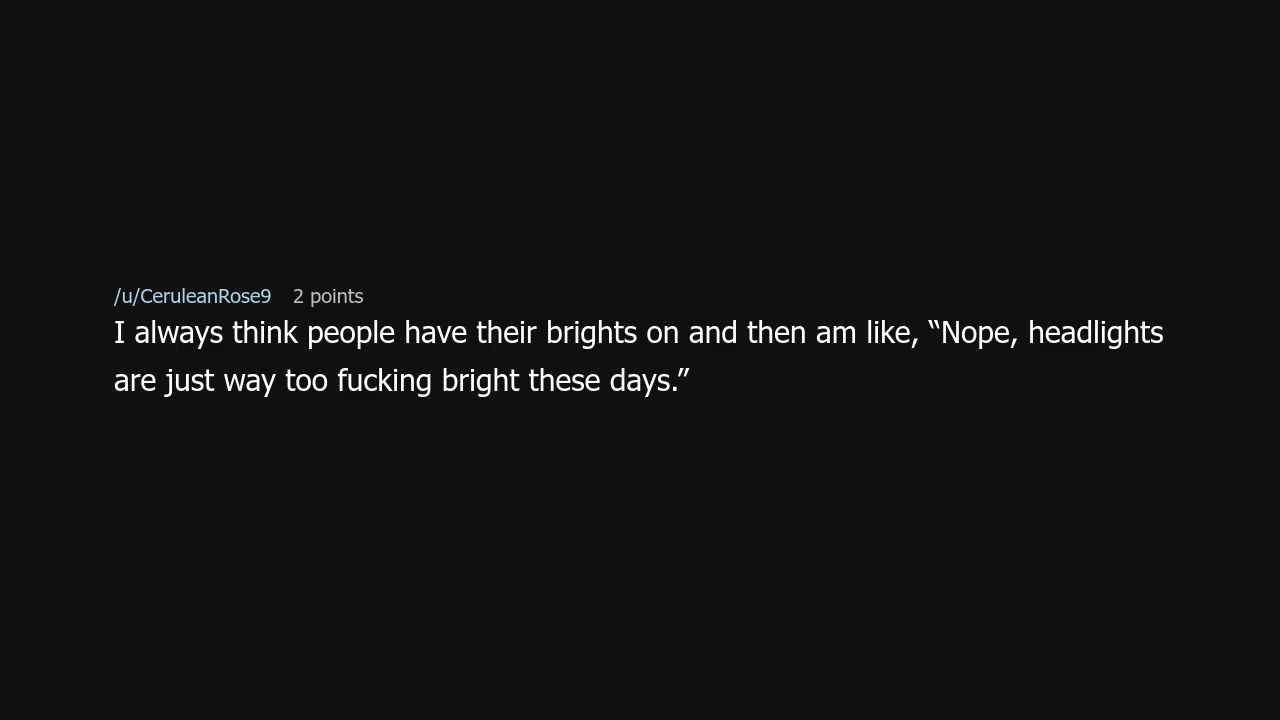 /u/CeruleanRose9 2 points
I always think people have their brights on and then am like, “Nope, headlights
are just way too fucking bright these days.”